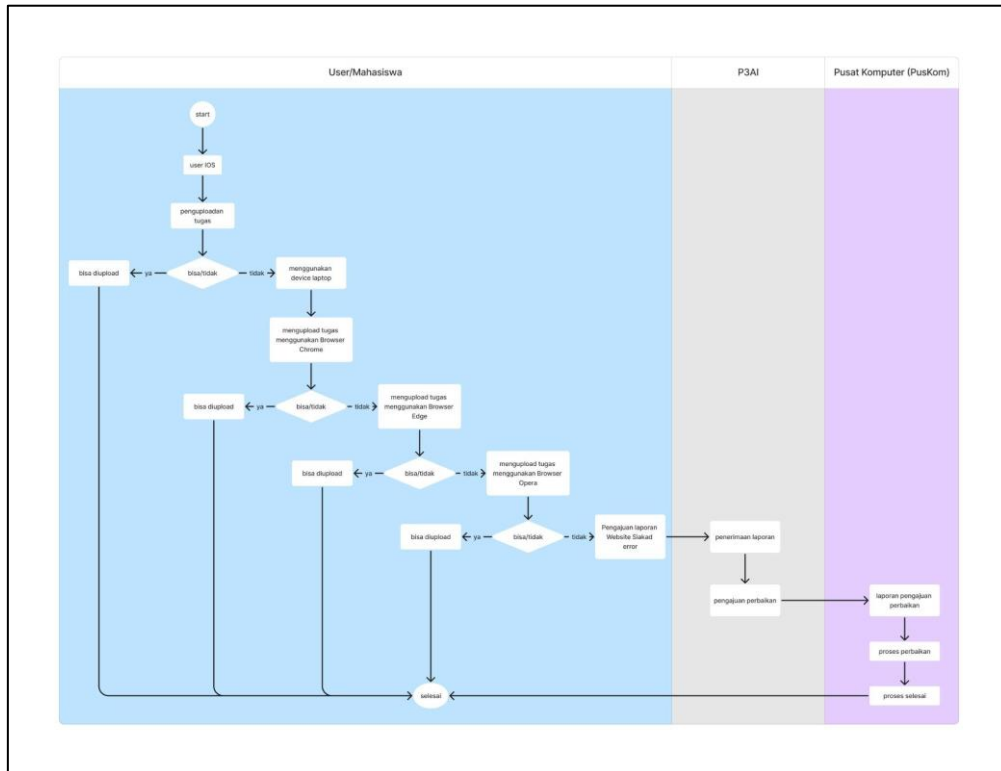 User/Mahasiswa
P3AI
Pusat Komputer (PusKom)
start
user IOS
penguploadan
tugas
bisa diupload
ya
bisa/tidak
tidak
menggunakan
device laptop
mengupload tugas
menggunakan Browser
Chrome
bisa diupload
ya
bisa/tidak
tidak
mengupload tugas
menggunakan Browser
Edge
bisa diupload
ya
bisa/tidak
tidak
mengupload tugas
menggunakan Browser
Opera
bisa diupload
ya
bisa/tidak
tidak
Pengajuan laporan
Website Siakad
error
penerimaan laporan
pengajuan perbaikan
laporan pengajuan
perbaikan
proses perbaikan
proses selesai
selesai